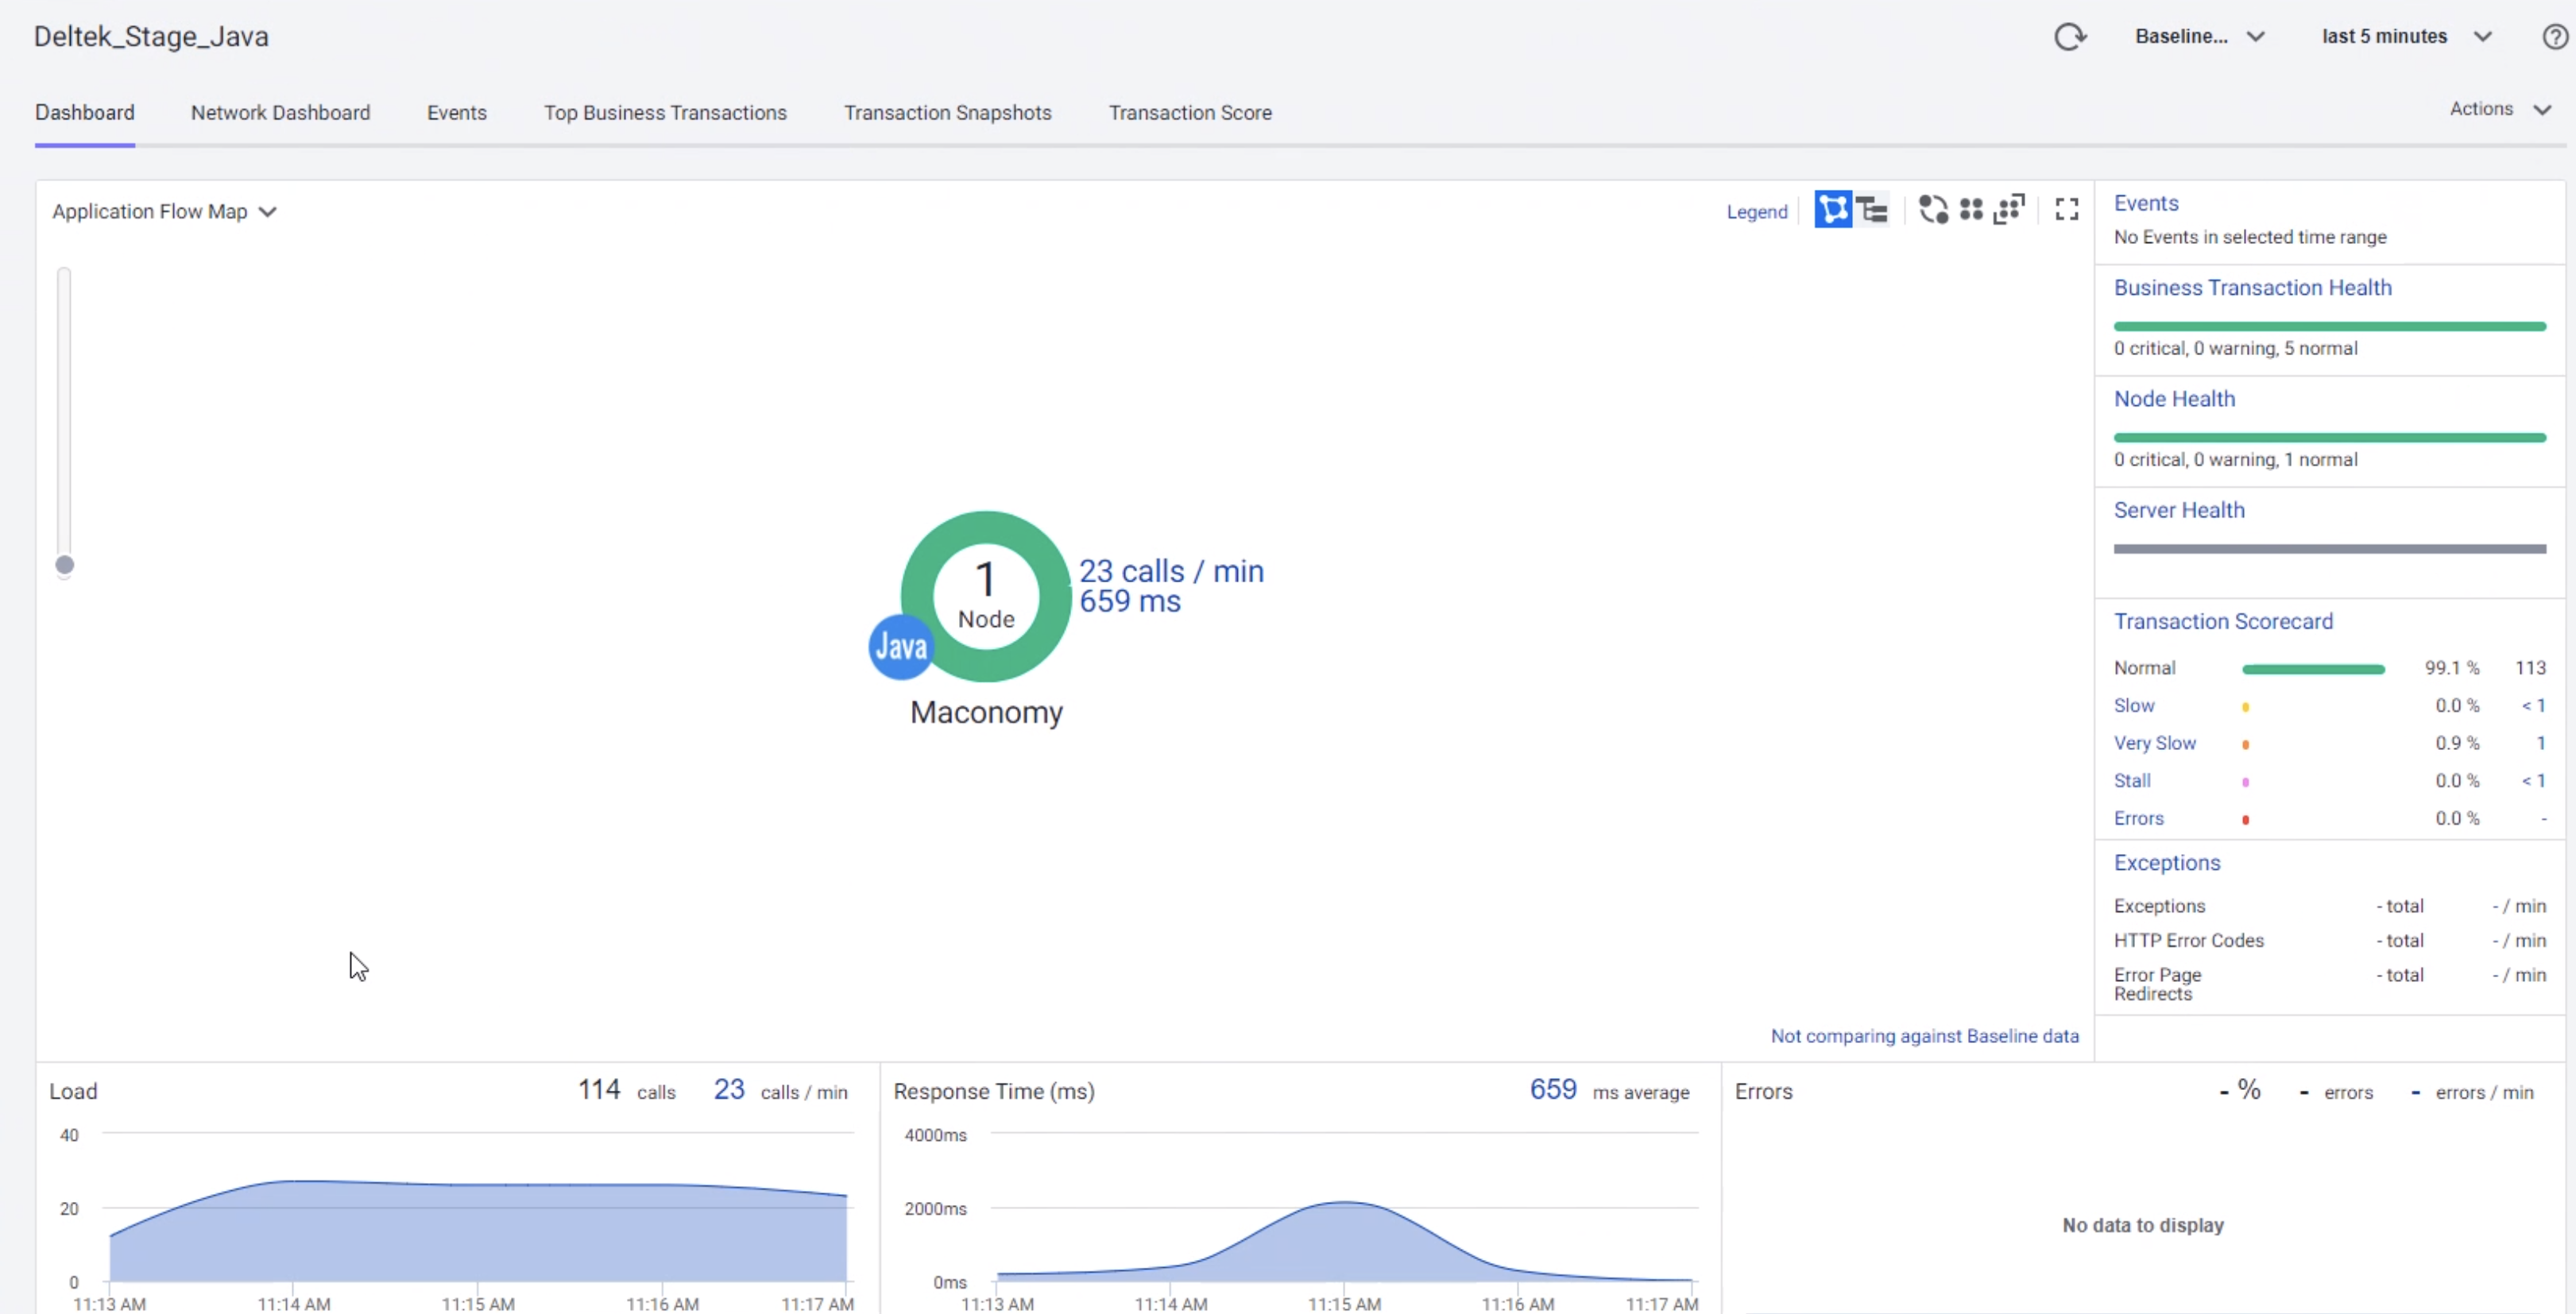 Deltek_Stage_Java
Baseline...
last 5 minutes
Dashboard
Network Dashboard
Events
Top Business Transactions
Transaction Snapshots
Transaction Score
Actions
Application Flow Map
Legend
1
Node
Java
23 calls / min
659 ms
Maconomy
Not comparing against Baseline data
Events
No Events in selected time range
Business Transaction Health
0 critical, 0 warning, 5 normal
Node Health
0 critical, 0 warning, 1 normal
Server Health
Transaction Scorecard
Normal 99.1 % 113
Slow 0.0 % < 1
Very Slow 0.9 % 1
Stall 0.0 % < 1
Errors 0.0 % -
Exceptions
Exceptions - total - / min
HTTP Error Codes - total - / min
Error Page Redirects - total - / min
Load 114 calls 23 calls / min
40
20
0
11:13 AM 11:14 AM 11:15 AM 11:16 AM 11:17 AM
Response Time (ms) 659 ms average
4000ms
2000ms
0ms
11:13 AM 11:14 AM 11:15 AM 11:16 AM 11:17 AM
Errors - % - errors - errors / min
No data to display